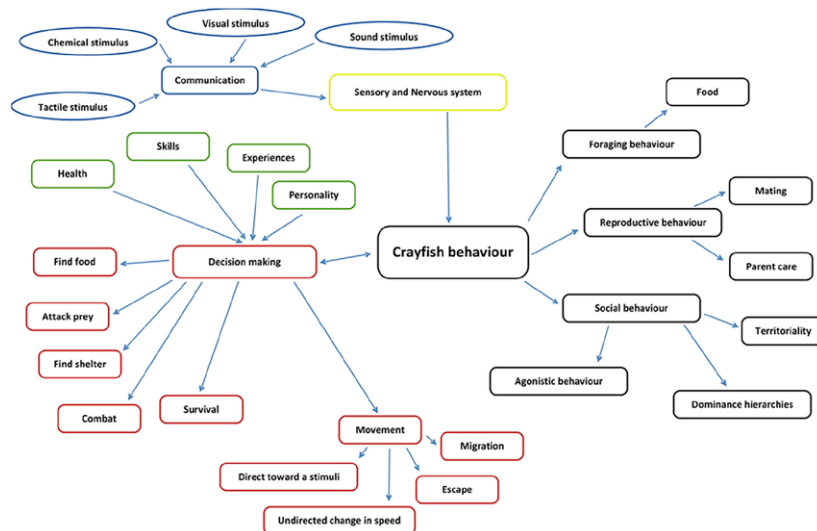 Visual stimulus
Chemical stimulus
Sound stimulus
Communication
Tactile stimulus
Sensory and Nervous system
Food
Foraging behaviour
Skills
Experiences
Health
Personality
Mating
Reproductive behaviour
Parent care
Crayfish behaviour
Find food
Decision making
Attack prey
Social behaviour
Territoriality
Find shelter
Agonistic behaviour
Dominance hierarchies
Combat
Survival
Movement
Migration
Direct toward a stimuli
Escape
Undirected change in speed